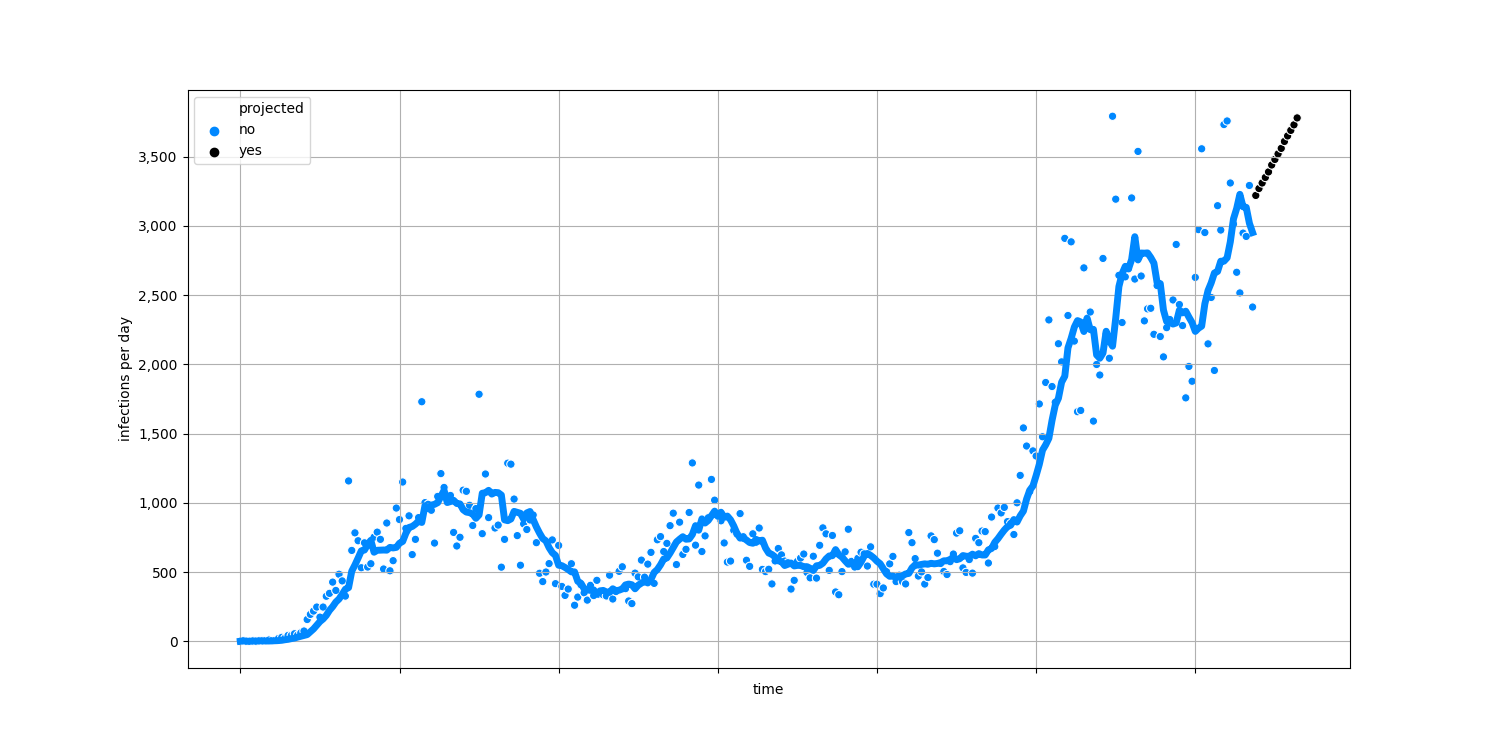 projected
no
yes
3,500
3,000
2,500
2,000
1,500
1,000
500
0
infections per day
time